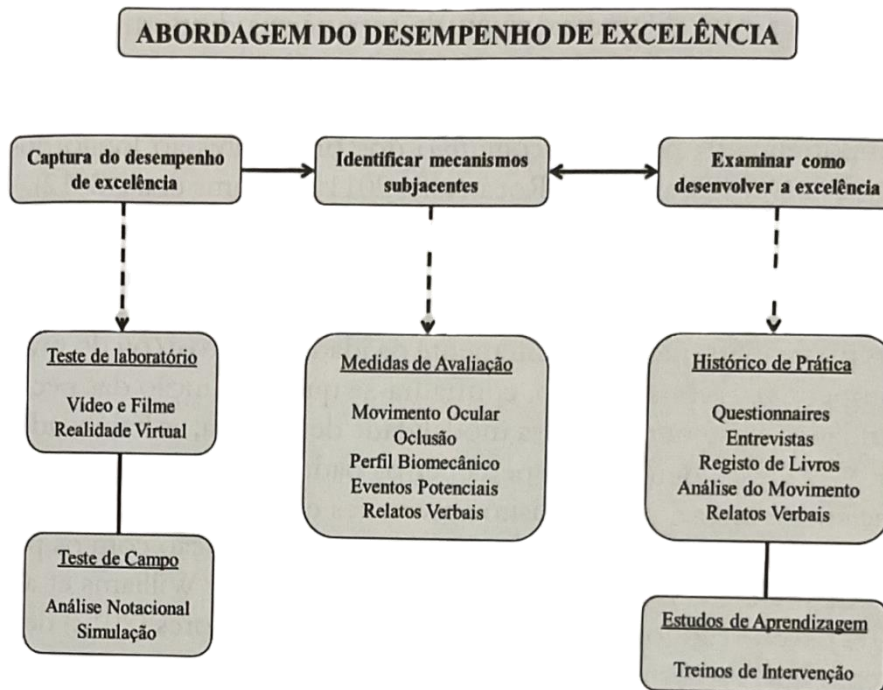 ABORDAGEM DO DESEMPENHO DE EXCELÊNCIA
Captura do desempenho
de excelência
Identificar mecanismos
subjacentes
Examinar como
desenvolver a excelência
Teste de laboratório
Vídeo e Filme
Realidade Virtual
Medidas de Avaliação
Movimento Ocular
Oclusão
Perfil Biomecânico
Eventos Potenciais
Relatos Verbais
Histórico de Prática
Questionnaires
Entrevistas
Registo de Livros
Análise do Movimento
Relatos Verbais
Teste de Campo
Análise Notacional
Simulação
Estudos de Aprendizagem
Treinos de Intervenção